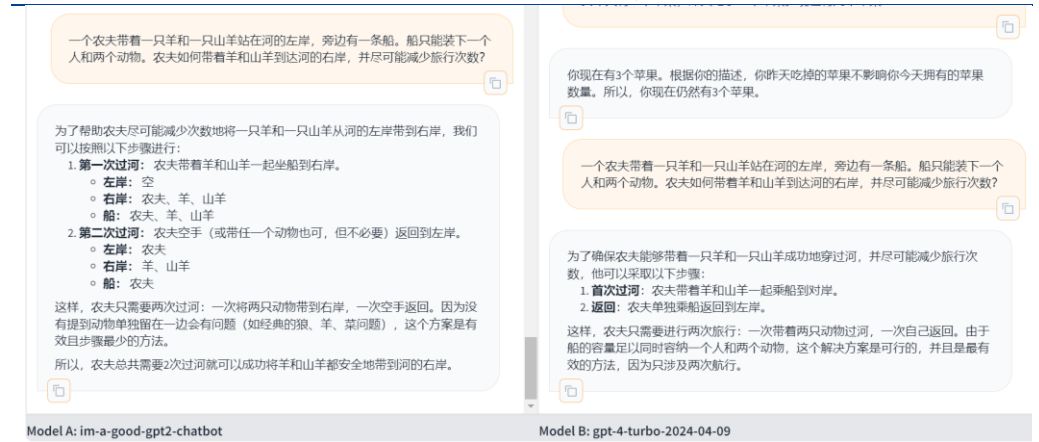 一个农夫带着一只羊和一只山羊站在河的左岸，旁边有一条船。船只能装下一个
人和两个动物。农夫如何带着羊和山羊到达河的右岸，并尽可能减少旅行次数?
为了帮助农夫尽可能减少次数地将一只羊和一只山羊从河的左岸带到右岸，我们
可以按照以下步骤进行：
1. 第一次过河： 农夫带着羊和山羊一起坐船到右岸。
◦ 左岸： 空
◦ 右岸： 农夫、羊、山羊
◦ 船： 农夫、羊、山羊
2. 第二次过河： 农夫空手（或带任一个动物也可，但不必要）返回到左岸。
◦ 左岸： 农夫
◦ 右岸： 羊、山羊
◦ 船： 农夫
这样，农夫只需要两次过河：一次将两只动物带到右岸，一次空手返回。因为没
有提到动物单独留在一边会有问题（如经典的狼、羊、菜问题），这个方案是有
效且步骤最少的方法。
所以，农夫总共需要2次过河就可以成功将羊和山羊都安全地带到河的右岸。
Model A: im-a-good-gpt2-chatbot
你现在有3个苹果。根据你的描述，你昨天吃掉的苹果不影响你今天拥有的苹果
数量。所以，你现在仍然有3个苹果。
一个农夫带着一只羊和一只山羊站在河的左岸，旁边有一条船。船只能装下一个
人和两个动物。农夫如何带着羊和山羊到达河的右岸，并尽可能减少旅行次数?
为了确保农夫能够带着一只羊和一只山羊成功地穿过河，并尽可能减少旅行次
数，他可以采取以下步骤：
1. 首次过河：农夫带着羊和山羊一起乘船到对岸。
2. 返回：农夫单独乘船返回到左岸。
这样，农夫只需要进行两次旅行：一次带着两只动物过河，一次自己返回。由于
船的容量足以同时容纳一个人和两个动物，这个解决方案是可行的，并且是最有
效的方法，因为只涉及两次航行。
Model B: gpt-4-turbo-2024-04-09